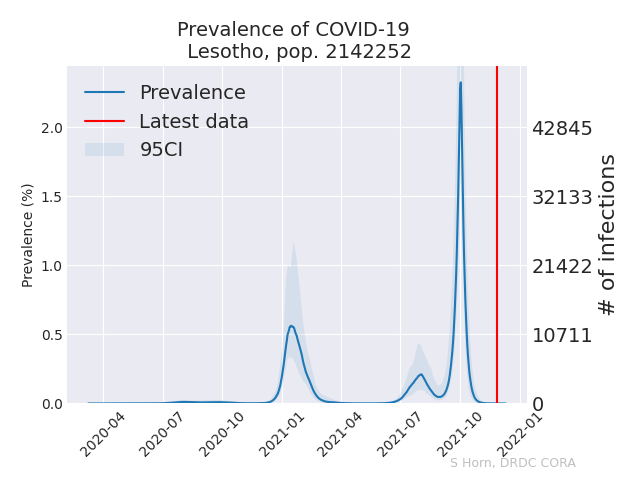 Prevalence of COVID-19
Lesotho, pop. 2142252
Prevalence
Latest data
95CI
Prevalence (%)
2.0
1.5
1.0
0.5
0.0
42845
32133
21422
10711
0
# of infections
2020-04
2020-07
2020-10
2021-01
2021-04
2021-07
2021-10
2022-01
S Horn, DRDC CORA